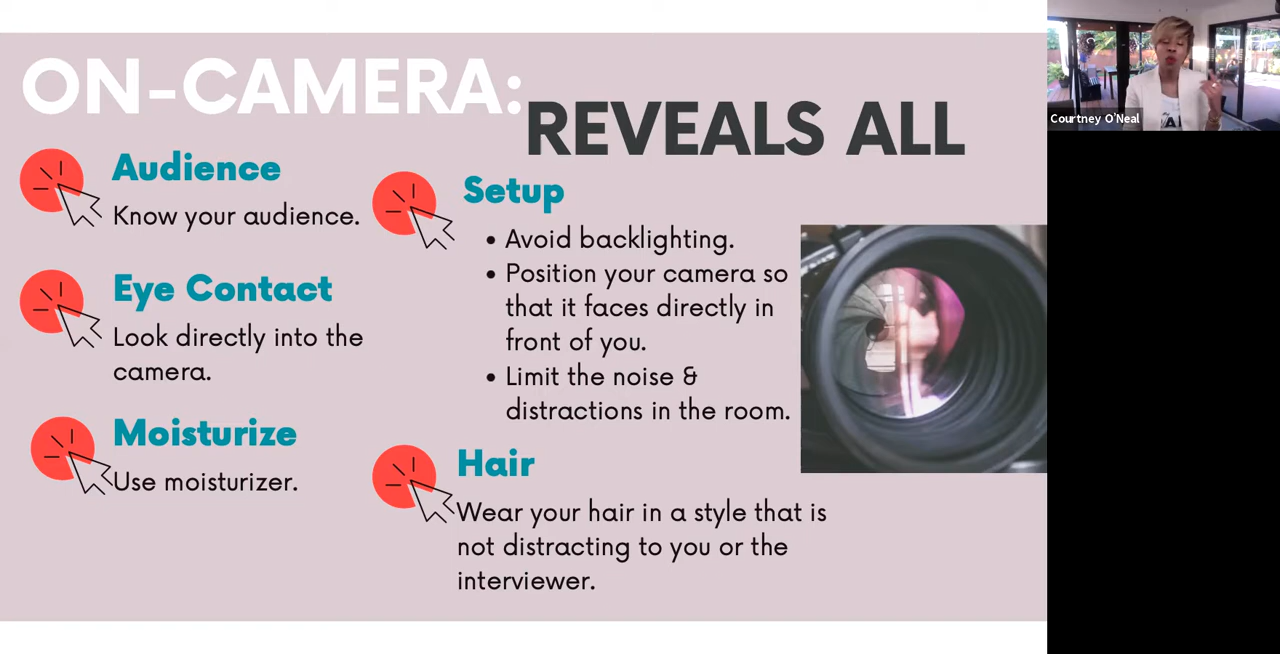 ON-CAMERA:
REVEALS ALL
Audience
Know your audience.
Eye Contact
Look directly into the
camera.
Moisturize
Use moisturizer.
Setup
• Avoid backlighting.
• Position your camera so
that it faces directly in
front of you.
• Limit the noise &
distractions in the room.
Hair
Wear your hair in a style that is
not distracting to you or the
interviewer.
Courtney O'Neal